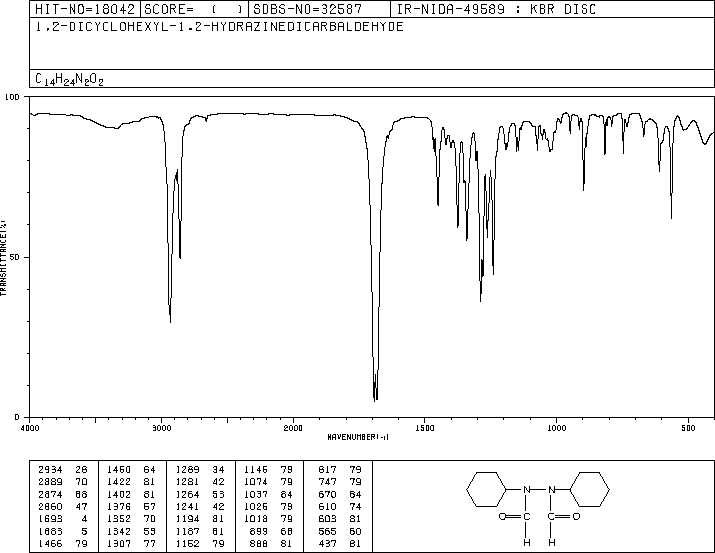 HIT-NO=18042 SCORE= ( ) SDBS-NO=32587 IR-NIDA-49589 : KBR DISC
1,2-DICYCLOHEXYL-1,2-HYDRAZINEDICARBALDEHYDE
C14H24N2O2
100
TRANSMITTANCE(%)
50
0
4000 3000 2000 1500 1000 500
WAVENUMBER(-1)
2934 28 1450 64 1289 34 1145 79 817 79
2889 70 1422 81 1281 42 1074 79 747 79
2874 68 1402 81 1264 53 1037 84 670 84
2860 47 1376 57 1241 42 1026 79 610 74
1693 4 1352 70 1194 81 1018 79 603 81
1683 5 1342 53 1187 81 899 68 565 60
1466 79 1307 77 1152 79 888 81 437 81
N N
O C C O
H H